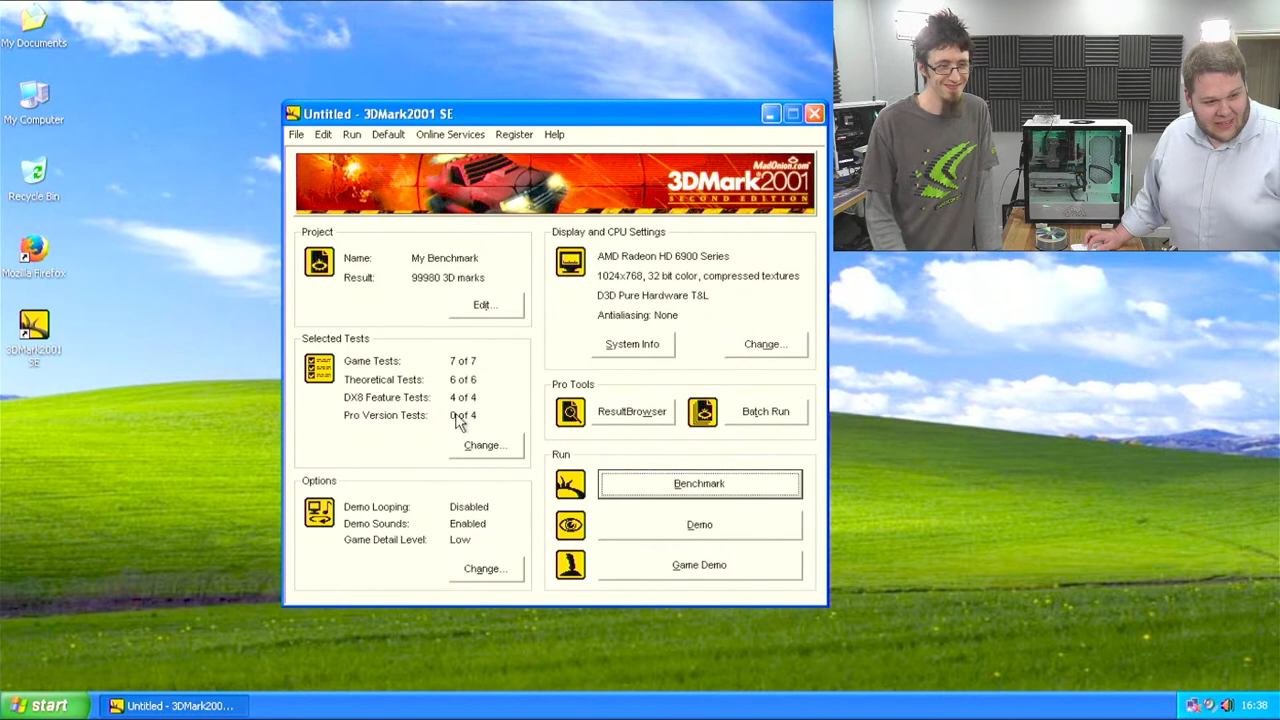 My Documents
My Computer
Recycle Bin
Mozilla Firefox
3DMark2001
SE
Untitled - 3DMark2001 SE
File Edit Run Default Online Services Register Help
MadOnion.com
3DMark2001
SECOND EDITION
Project
Name: My Benchmark
Result: 99980 3D marks
Edit...
Selected Tests
Game Tests: 7 of 7
Theoretical Tests: 6 of 6
DX8 Feature Tests: 4 of 4
Pro Version Tests: 0 of 4
Change...
Options
Demo Looping: Disabled
Demo Sounds: Enabled
Game Detail Level: Low
Change...
Display and CPU Settings
AMD Radeon HD 6900 Series
1024x768, 32 bit color, compressed textures
D3D Pure Hardware T&L
Antialiasing: None
System Info Change...
Pro Tools
ResultBrowser Batch Run
Run
Benchmark
Demo
Game Demo
start
Untitled - 3DMark200...
16:38